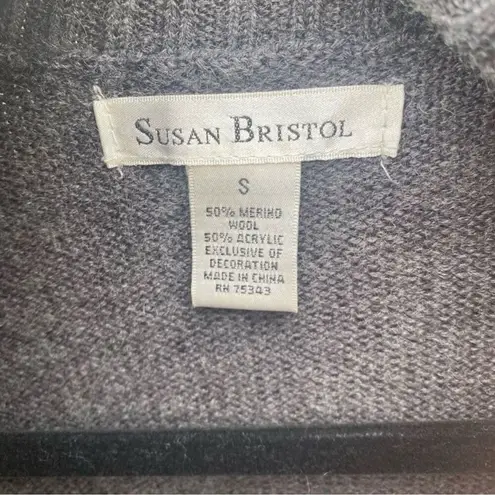 SUSAN BRISTOL
S
50% MERINO
WOOL
50% ACRYLIC
EXCLUSIVE OF
DECORATION
MADE IN CHINA
RN 75343